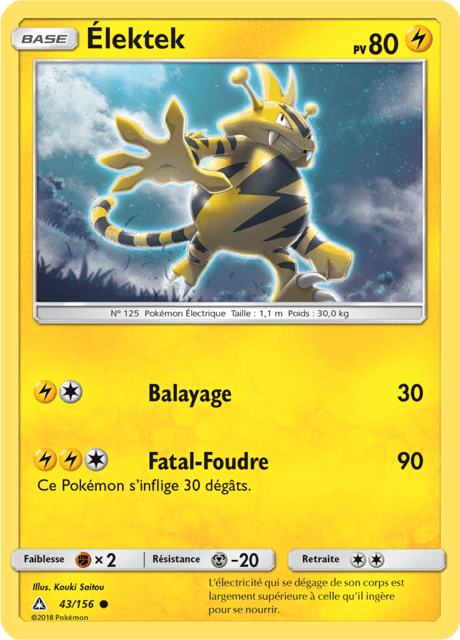 BASE Élektek PV 80
N° 125 Pokémon Électrique Taille : 1,1 m Poids : 30,0 kg
Balayage 30
Fatal-Foudre 90
Ce Pokémon s'inflige 30 dégâts.
Faiblesse × 2 Résistance -20 Retraite
Illus. Kouki Saitou
43/156
©2018 Pokémon
L'électricité qui se dégage de son corps est
largement supérieure à celle qu'il ingère
pour se nourrir.